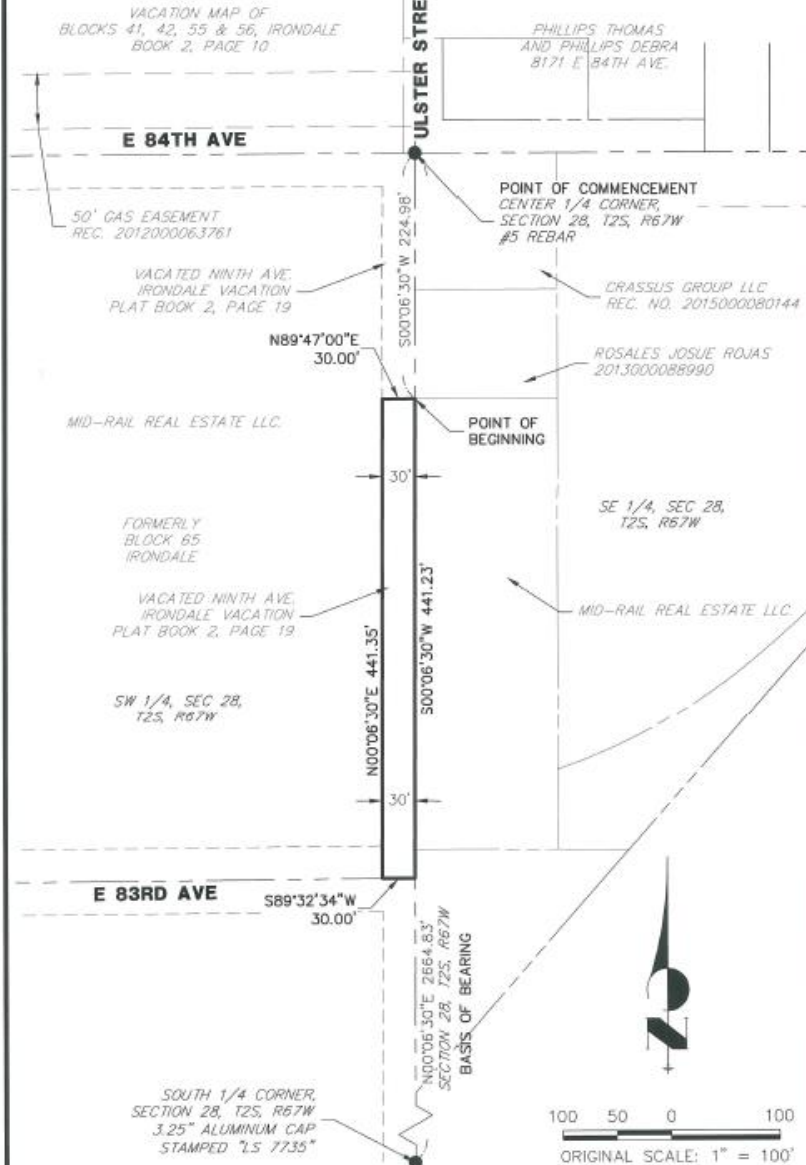 VACATION MAP OF
BLOCKS 41, 42, 55 & 56, IRONDALE
BOOK 2, PAGE 10
ULSTER STRE
PHILLIPS THOMAS
AND PHILLIPS DEBRA
8171 E 84TH AVE.
E 84TH AVE
50' GAS EASEMENT
REC. 2012000063761
POINT OF COMMENCEMENT
CENTER 1/4 CORNER,
SECTION 28, T2S, R67W
#5 REBAR
S00°06'30"W 224.98'
VACATED NINTH AVE.
IRONDALE VACATION
PLAT BOOK 2, PAGE 19
CRASSUS GROUP LLC
REC. NO. 2015000080144
N89°47'00"E
30.00'
ROSALES JOSUE ROJAS
2013000088990
MID-RAIL REAL ESTATE LLC.
POINT OF
BEGINNING
30'
SE 1/4, SEC 28,
T2S, R67W
FORMERLY
BLOCK 65
IRONDALE
VACATED NINTH AVE.
IRONDALE VACATION
PLAT BOOK 2, PAGE 19
MID-RAIL REAL ESTATE LLC.
N00°06'30"E 441.35'
S00°06'30"W 441.23'
SW 1/4, SEC 28,
T2S, R67W
30'
E 83RD AVE
S89°32'34"W
30.00'
N00°06'30"E 2664.83'
SECTION 28, T2S, R67W
BASIS OF BEARING
N
SOUTH 1/4 CORNER,
SECTION 28, T2S, R67W
3.25" ALUMINUM CAP
STAMPED "LS 7735"
100 50 0 100
ORIGINAL SCALE: 1" = 100'